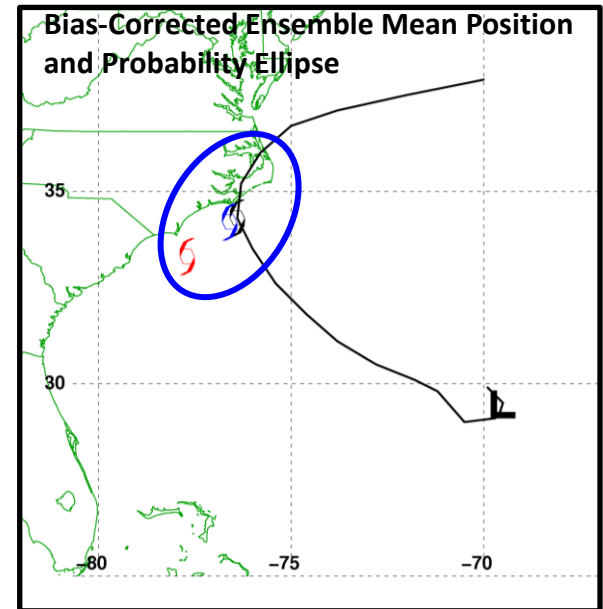 Bias-Corrected Ensemble Mean Position
and Probability Ellipse
35
30
L
−80
−75
−70